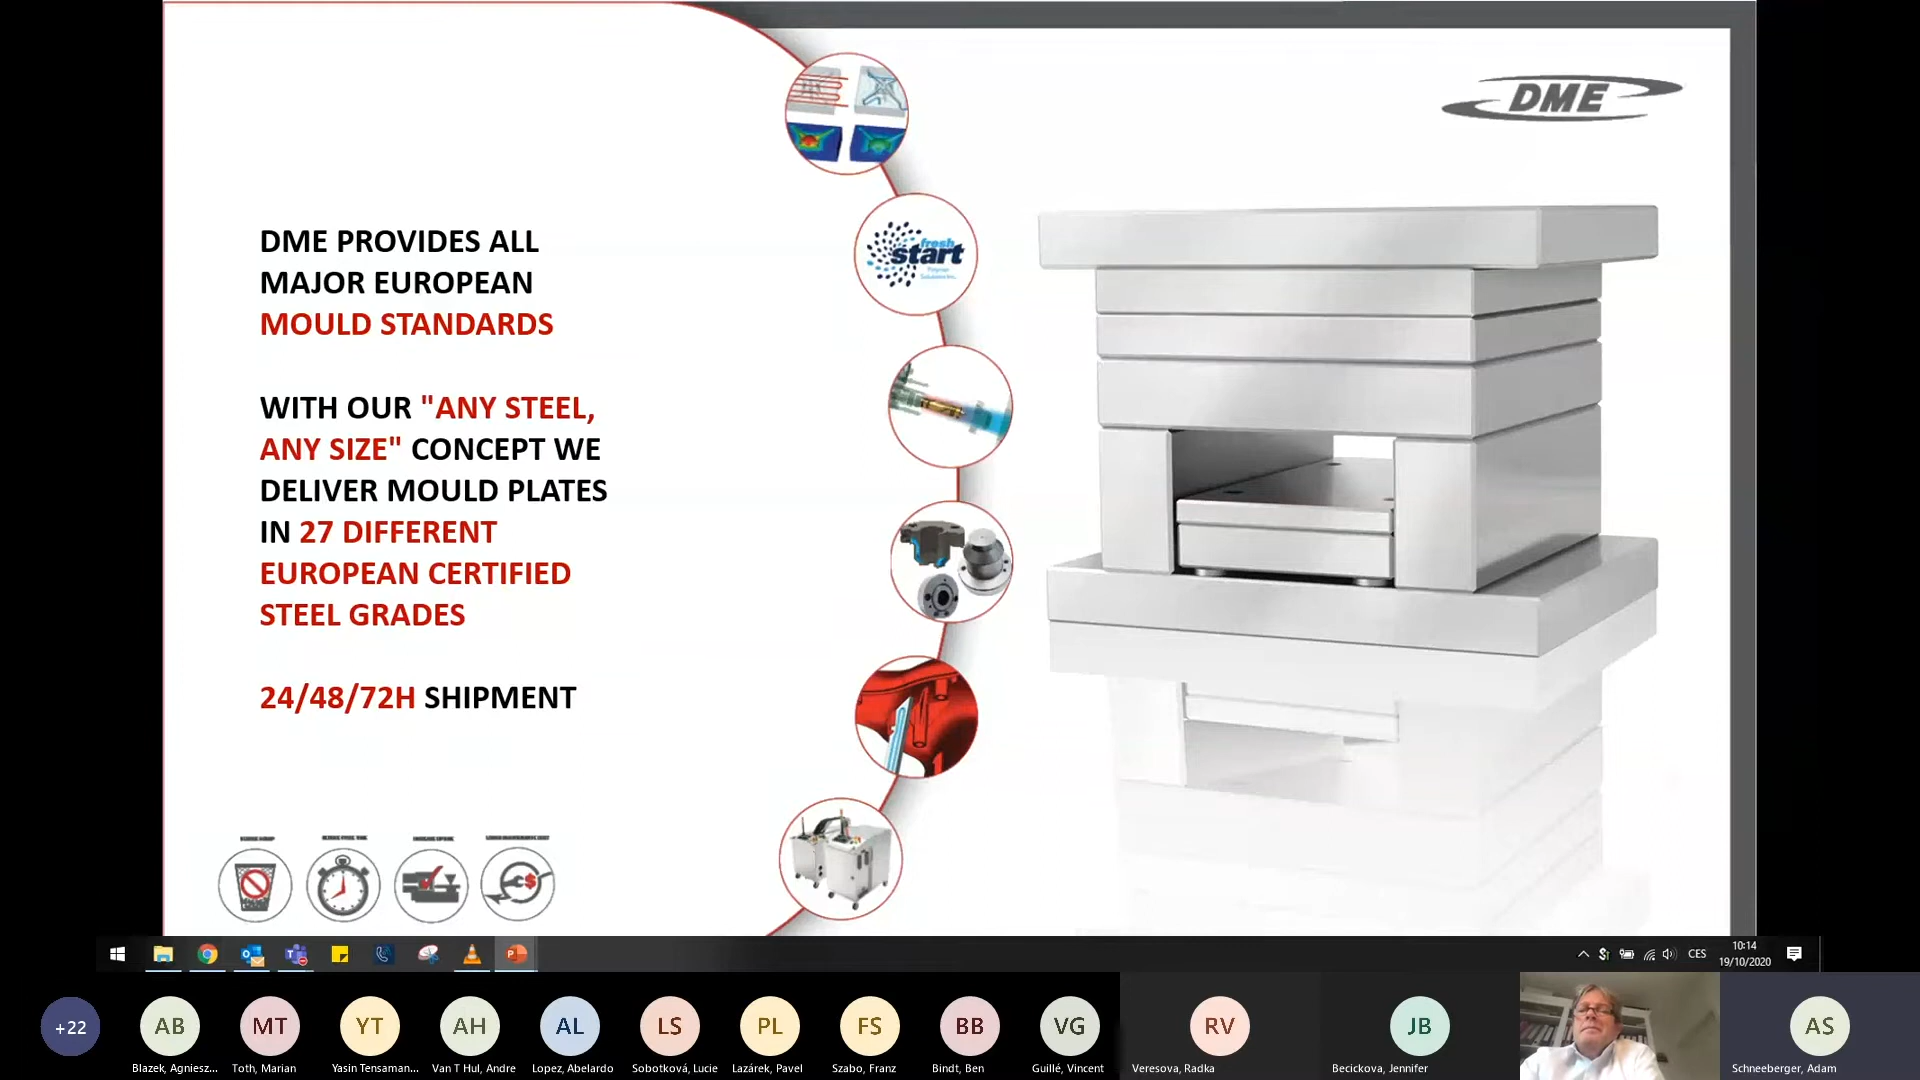 DME
fresh
start
DME PROVIDES ALL
MAJOR EUROPEAN
MOULD STANDARDS
WITH OUR "ANY STEEL,
ANY SIZE" CONCEPT WE
DELIVER MOULD PLATES
IN 27 DIFFERENT
EUROPEAN CERTIFIED
STEEL GRADES
24/48/72H SHIPMENT
CES
10:14
19/10/2020
+22
AB
MT
YT
AH
AL
LS
PL
FS
BB
VG
RV
JB
AS
Blazek, Agniesz...
Toth, Marian
Yasin Tensaman...
Van T Hul, Andre
Lopez, Abelardo
Sobotková, Lucie
Lazárek, Pavel
Szabo, Franz
Bindt, Ben
Guillé, Vincent
Veresova, Radka
Becickova, Jennifer
Schneeberger, Adam